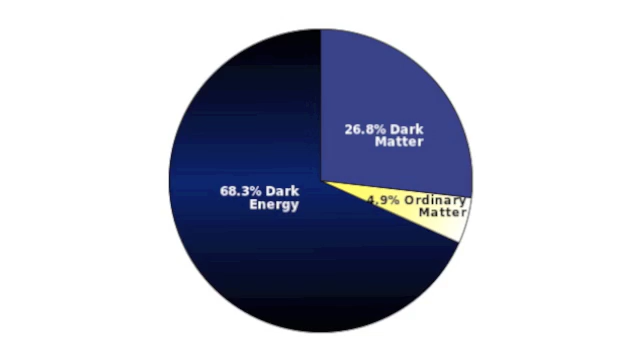 26.8% Dark
Matter
68.3% Dark
Energy
4.9% Ordinary
Matter